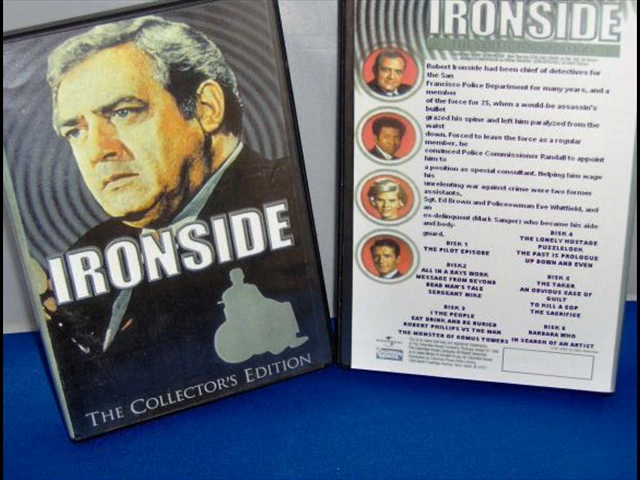 IRONSIDE
THE COLLECTOR'S EDITION
IRONSIDE
Robert Ironside had been chief of detectives for
the San
Francisco Police Department for many years, and a
member
of the force for 25, when a would-be assassin's
bullet
grazed his spine and left him paralyzed from the
waist
down. Forced to leave the force as a regular
member, he
convinced Police Commissioner Randall to appoint
him to
a position as special consultant. Helping him wage
his
unrelenting war against crime were two former
assistants,
Sgt. Ed Brown and Policewoman Eve Whitfield, and
an
ex-delinquent (Mark Sanger) who became his aide
and body-
guard.
DISK 1
THE PILOT EPISODE
DISK 2
ALL IN A DAYS WORK
MESSAGE FROM BEYOND
DEAD MAN'S TALE
SERGEANT MIKE
DISK 3
I THE PEOPLE
EAT DRINK AND BE BURIED
ROBERT PHILLIPS VS THE MAN
THE MONSTER OF COMUS TOWERS
DISK 4
THE LONELY HOSTAGE
PUZZLELOCK
THE PAST IS PROLOGUE
UP DOWN AND EVEN
DISK 5
THE TAKER
AN OBVIOUS CASE OF
GUILT
TO KILL A COP
THE SACRIFICE
DISK 6
BARBARA WHO
IN SEARCH OF AN ARTIST